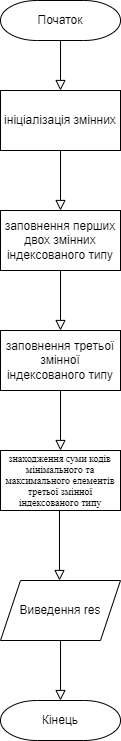 Початок
ініціалізація змінних
заповнення перших
двох змінних
індексованого типу
заповнення третьої
змінної
індексованого типу
знаходження суми кодів
мінімального та
максимального елементів
третьої змінної
індексованого типу
Виведення res
Кінець